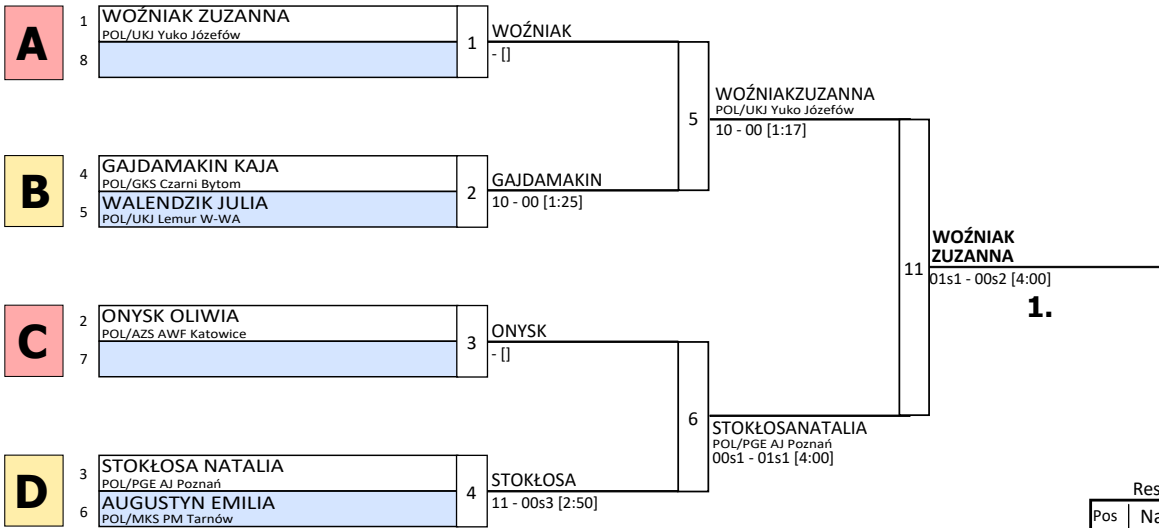 A
1 WOŹNIAK ZUZANNA
POL/UKJ Yuko Józefów
8
1
WOŹNIAK
- []
B
4 GAJDAMAKIN KAJA
POL/GKS Czarni Bytom
5 WALENDZIK JULIA
POL/UKJ Lemur W-WA
2
GAJDAMAKIN
10 - 00 [1:25]
5
WOŹNIAKZUZANNA
POL/UKJ Yuko Józefów
10 - 00 [1:17]
C
2 ONYSK OLIWIA
POL/AZS AWF Katowice
7
3
ONYSK
- []
D
3 STOKŁOSA NATALIA
POL/PGE AJ Poznań
6 AUGUSTYN EMILIA
POL/MKS PM Tarnów
4
STOKŁOSA
11 - 00s3 [2:50]
6
STOKŁOSANATALIA
POL/PGE AJ Poznań
00s1 - 01s1 [4:00]
11
WOŹNIAK
ZUZANNA
01s1 - 00s2 [4:00]
1.
Res
Pos Na